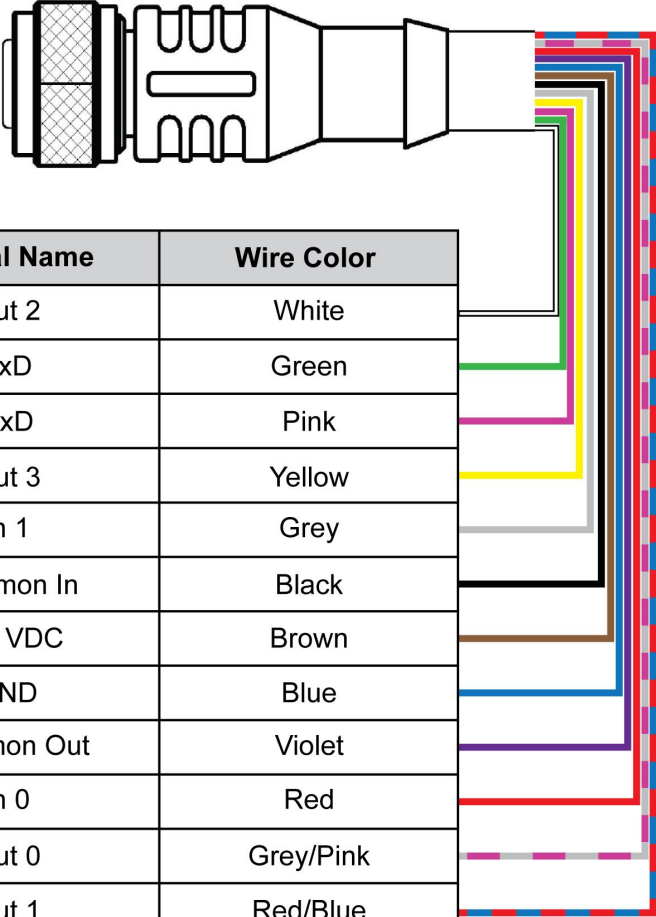 l Name Wire Color
ut 2 White
xD Green
xD Pink
ut 3 Yellow
n 1 Grey
mon In Black
VDC Brown
ND Blue
non Out Violet
n 0 Red
ut 0 Grey/Pink
ut 1 Red/Blue